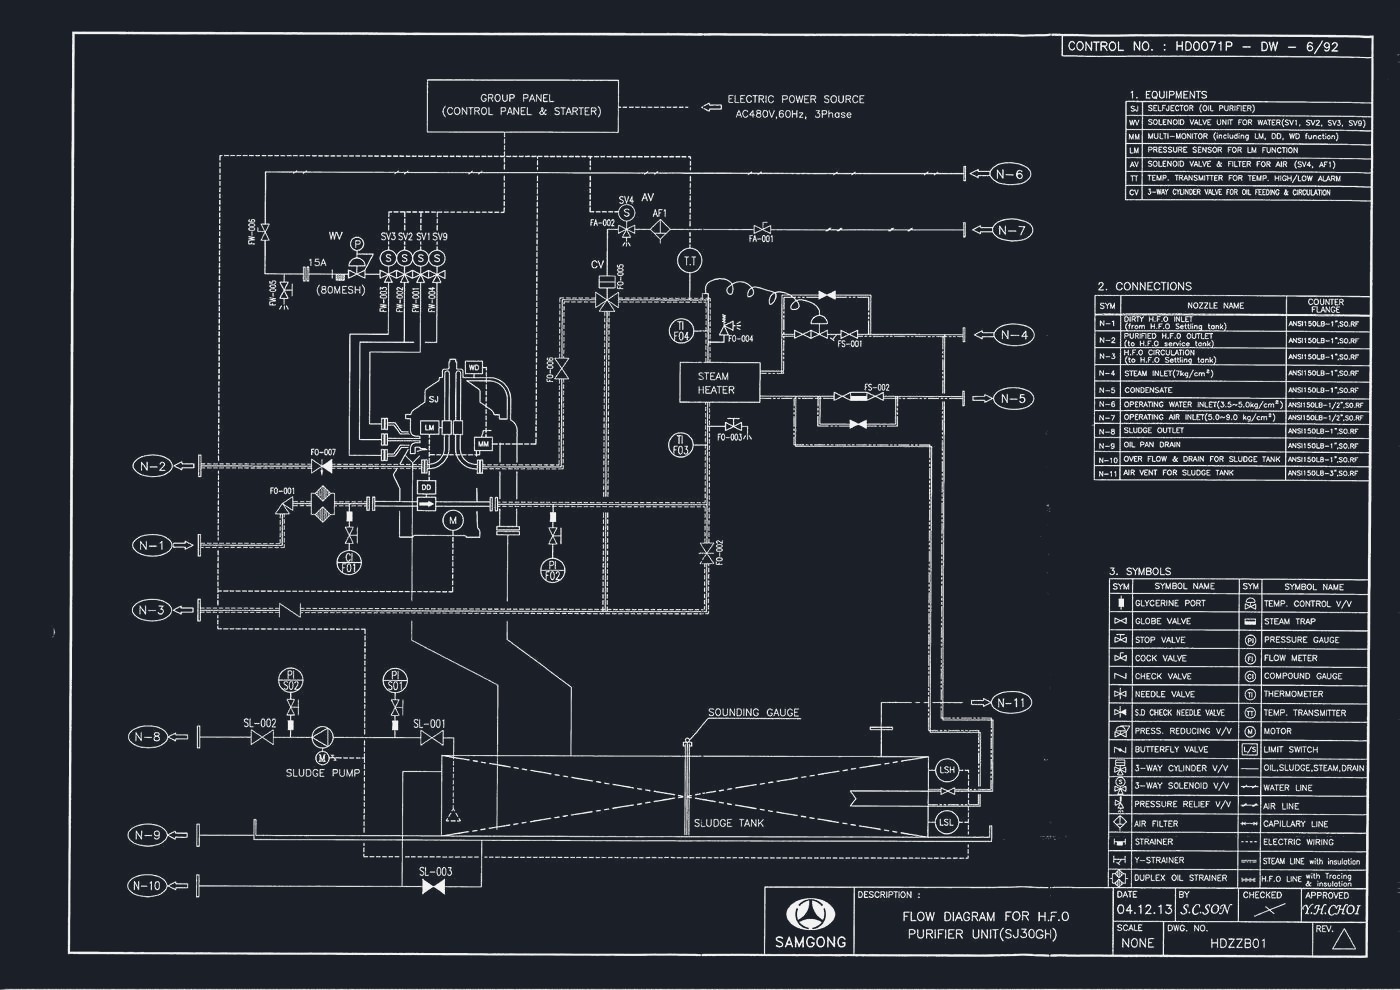 CONTROL NO. : HD0071P - DW - 6/92
GROUP PANEL
(CONTROL PANEL & STARTER)
ELECTRIC POWER SOURCE
AC480V,60Hz, 3Phase
1. EQUIPMENTS
SJ SELFJECTOR (OIL PURIFIER)
WV SOLENOID VALVE UNIT FOR WATER(SV1, SV2, SV3, SV9)
MM MULTI-MONITOR (including LM, DD, WD function)
LM PRESSURE SENSOR FOR LM FUNCTION
AV SOLENOID VALVE & FILTER FOR AIR (SV4, AF1)
TT TEMP. TRANSMITTER FOR TEMP. HIGH/LOW ALARM
CV 3-WAY CYLINDER VALVE FOR OIL FEEDING & CIRCULATION
N-6
SV4
AV
AF1
FA-002
FA-001
N-7
FW-006
WV
P
SV3 SV2 SV1 SV9
S S S S
S
15A
(80MESH)
FW-005
FW-003
FW-002
FW-001
FW-004
CV
FO-005
T.T
2. CONNECTIONS
SYM NOZZLE NAME COUNTER FLANGE
N-1 DIRTY H.F.O INLET (from H.F.O Settling tank) ANSI150LB-1",SO.RF
N-2 PURIFIED H.F.O OUTLET (to H.F.O service tank) ANSI150LB-1",SO.RF
N-3 H.F.O CIRCULATION (to H.F.O Settling tank) ANSI150LB-1",SO.RF
N-4 STEAM INLET(7kg/cm²) ANSI150LB-1",SO.RF
N-5 CONDENSATE ANSI150LB-1",SO.RF
N-6 OPERATING WATER INLET(3.5~5.0kg/cm²) ANSI150LB-1/2",SO.RF
N-7 OPERATING AIR INLET(5.0~9.0 kg/cm²) ANSI150LB-1/2",SO.RF
N-8 SLUDGE OUTLET ANSI150LB-1",SO.RF
N-9 OIL PAN DRAIN ANSI150LB-1",SO.RF
N-10 OVER FLOW & DRAIN FOR SLUDGE TANK ANSI150LB-1",SO.RF
N-11 AIR VENT FOR SLUDGE TANK ANSI150LB-3",SO.RF
TI
F04
FO-004
FS-001
N-4
FO-006
WD
STEAM
HEATER
FS-002
N-5
SJ
LM
MM
TI
F03
FO-003
N-2
FO-007
FO-001
DD
M
N-1
CI
F01
PI
F02
FO-002
N-3
3. SYMBOLS
SYM SYMBOL NAME SYM SYMBOL NAME
GLYCERINE PORT TEMP. CONTROL V/V
GLOBE VALVE STEAM TRAP
STOP VALVE PI PRESSURE GAUGE
COCK VALVE FI FLOW METER
CHECK VALVE CI COMPOUND GAUGE
NEEDLE VALVE TI THERMOMETER
S.D CHECK NEEDLE VALVE TT TEMP. TRANSMITTER
PRESS. REDUCING V/V M MOTOR
BUTTERFLY VALVE L/S LIMIT SWITCH
3-WAY CYLINDER V/V OIL,SLUDGE,STEAM,DRAIN
S 3-WAY SOLENOID V/V WATER LINE
PRESSURE RELIEF V/V AIR LINE
AIR FILTER CAPILLARY LINE
STRAINER ELECTRIC WIRING
Y-STRAINER STEAM LINE with insulation
DUPLEX OIL STRAINER H.F.O LINE with Tracing & insulation
PI
S02
PI
S01
N-11
SOUNDING GAUGE
N-8
SL-002
SL-001
M
SLUDGE PUMP
LSH
LSL
SLUDGE TANK
N-9
N-10
SL-003
SAMGONG
DESCRIPTION :
FLOW DIAGRAM FOR H.F.O
PURIFIER UNIT(SJ30GH)
DATE BY CHECKED APPROVED
04.12.13 S.C.SON Y.H.CHOI
SCALE DWG. NO. REV.
NONE HDZZB01